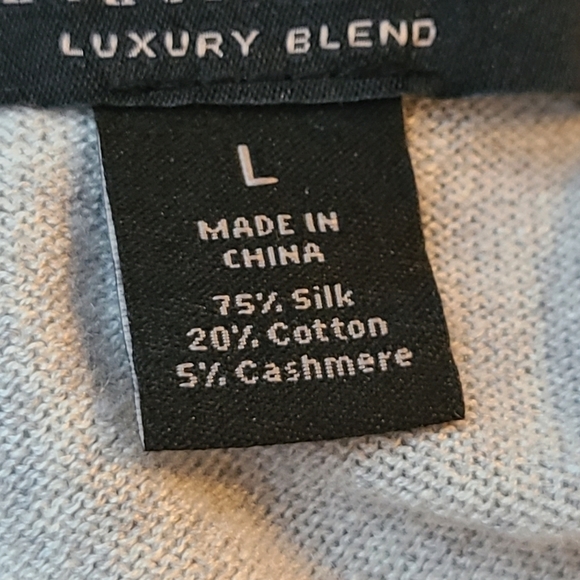 LUXURY BLEND
L
MADE IN
CHINA
75% Silk
20% Cotton
5% Cashmere